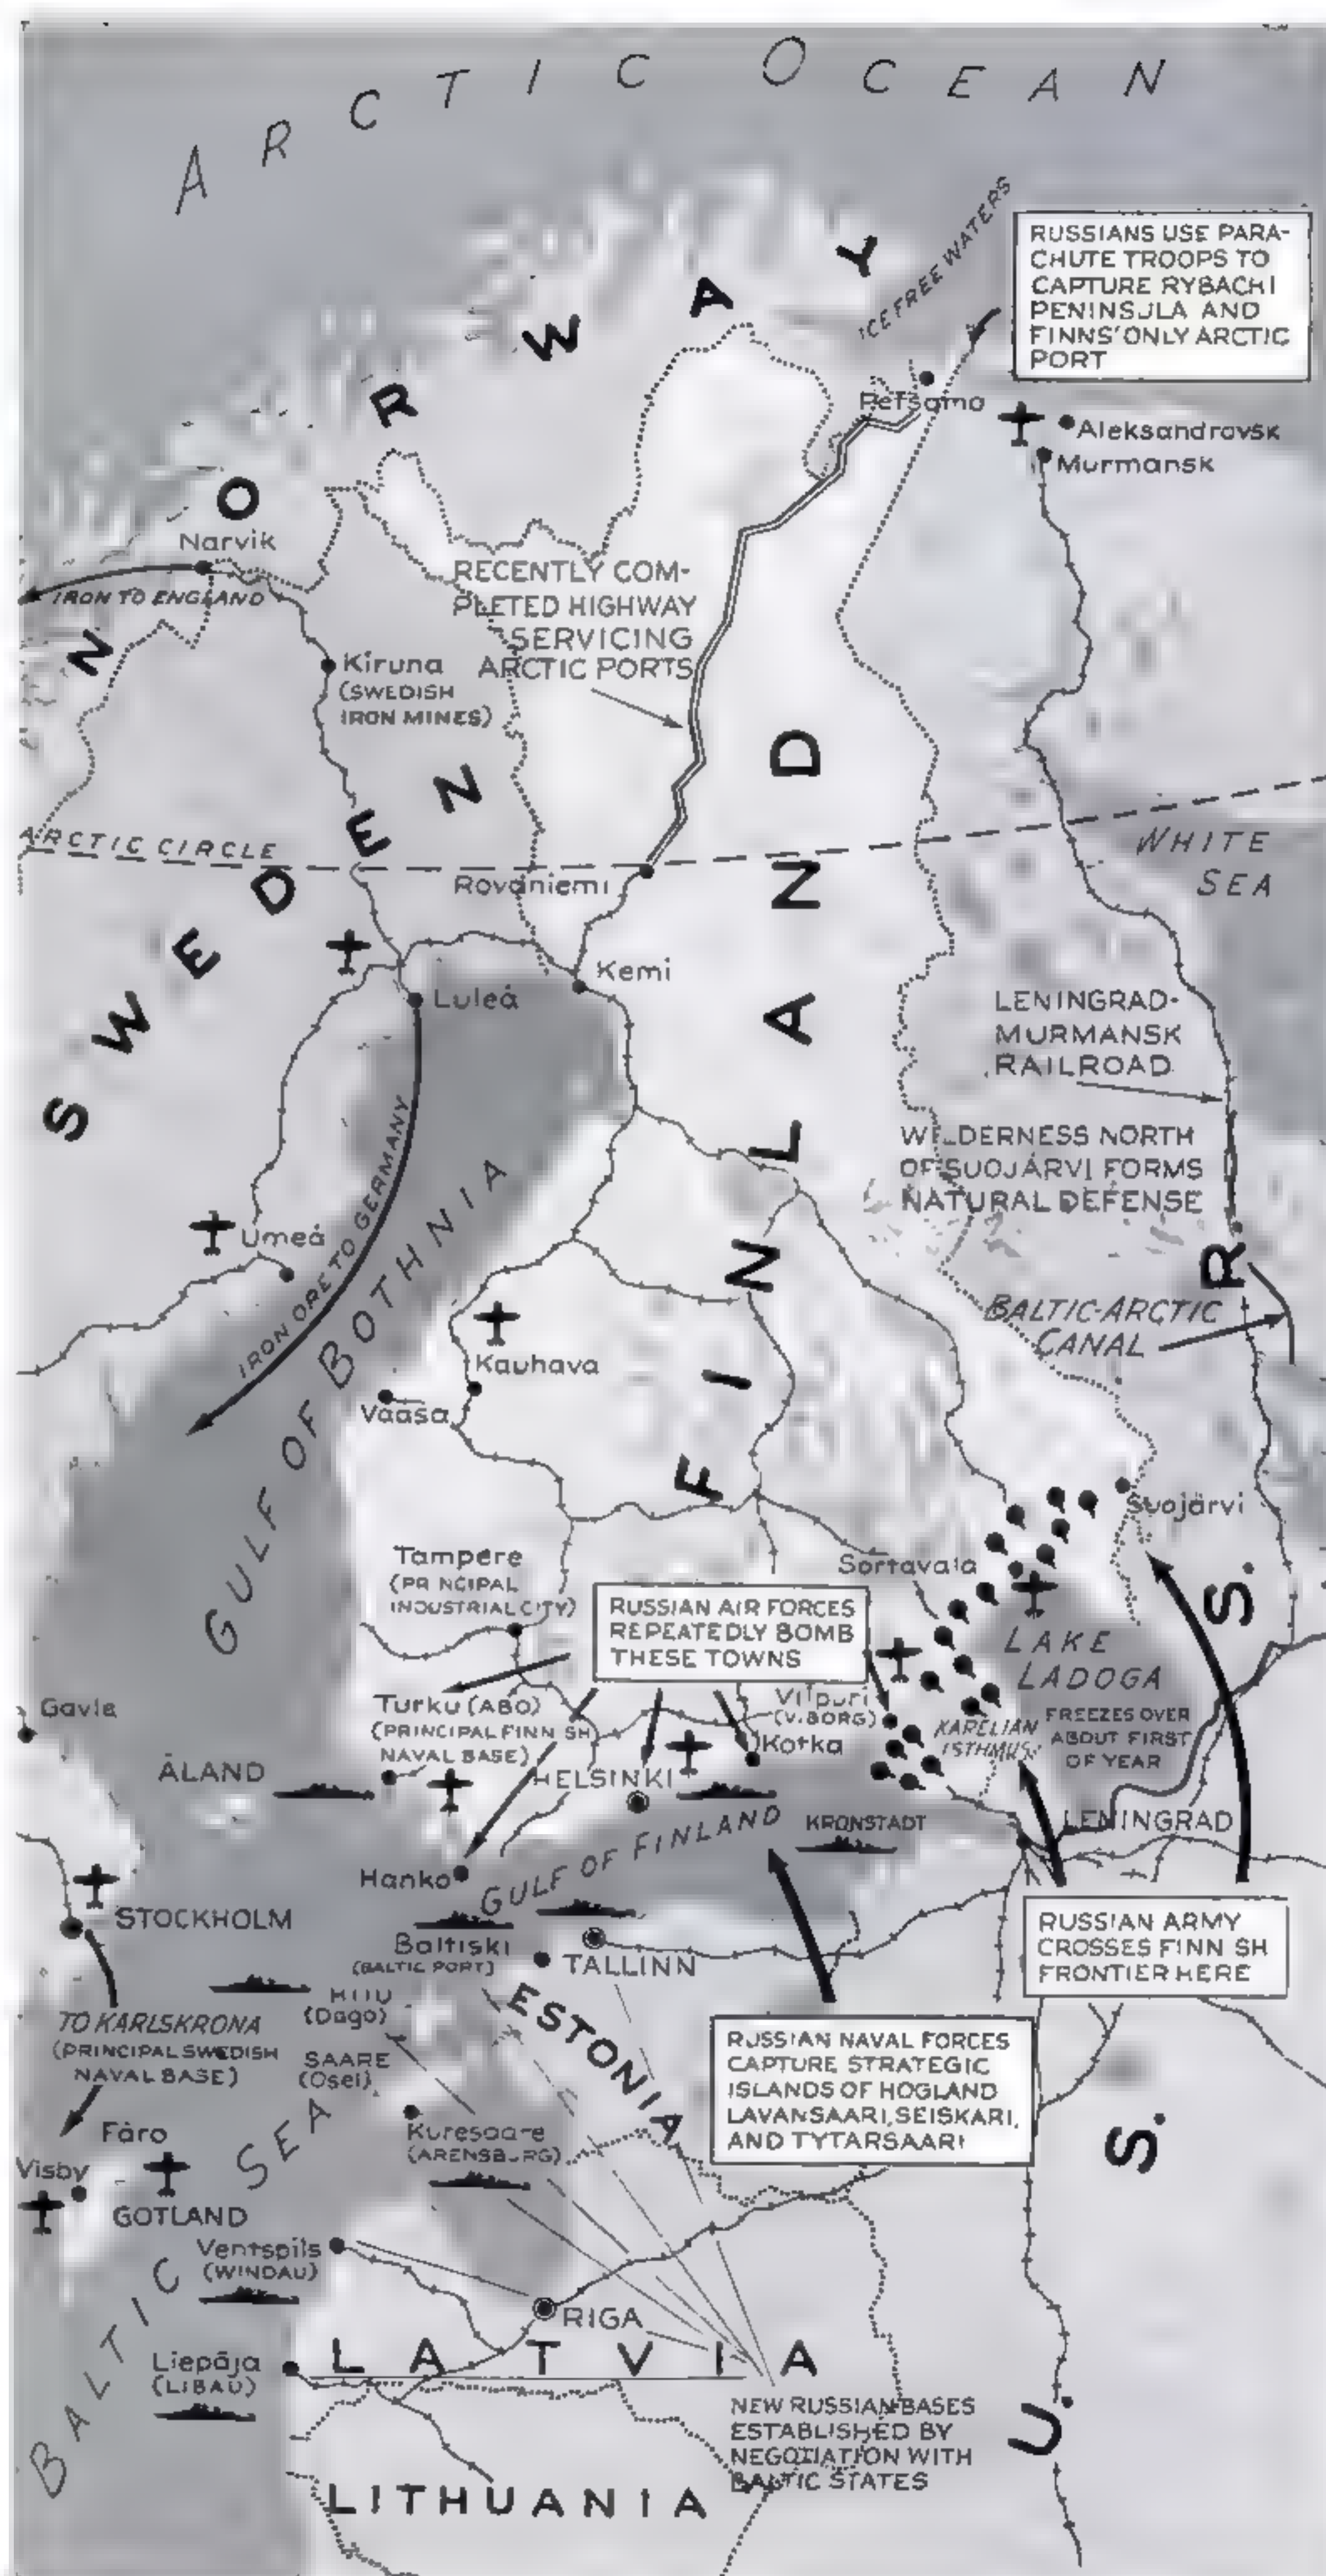 ARCTIC OCEAN
NORWAY
ICE FREE WATERS
RUSSIANS USE PARA-
CHUTE TROOPS TO
CAPTURE RYBACHI
PENINSULA AND
FINNS' ONLY ARCTIC
PORT
Petsamo
Aleksandrovsk
Murmansk
Narvik
IRON TO ENGLAND
RECENTLY COM-
PLETED HIGHWAY
SERVICING
ARCTIC PORTS
Kiruna
(SWEDISH
IRON MINES)
SWEDEN
FINLAND
ARCTIC CIRCLE
WHITE
SEA
Rovaniemi
Kemi
Luleå
LENINGRAD-
MURMANSK
RAILROAD
WILDERNESS NORTH
OF SUOJÄRVI FORMS
NATURAL DEFENSE
Umeå
IRON ORE TO GERMANY
GULF OF BOTHNIA
BALTIC-ARCTIC
CANAL
Kauhava
Vaasa
Suojärvi
Sortavala
Tampere
(PRINCIPAL
INDUSTRIAL CITY)
RUSSIAN AIR FORCES
REPEATEDLY BOMB
THESE TOWNS
LAKE
LADOGA
FREEZES OVER
ABOUT FIRST
OF YEAR
Gavle
Turku (ABO)
(PRINCIPAL FINNISH
NAVAL BASE)
Viipuri
(VIBORG)
KARELIAN
ISTHMUS
Kotka
ÅLAND
HELSINKI
KRONSTADT
LENINGRAD
Hanko
GULF OF FINLAND
STOCKHOLM
Baltiski
(BALTIC PORT)
TALLINN
RUSSIAN ARMY
CROSSES FINNISH
FRONTIER HERE
HIIU
(Dago)
ESTONIA
TO KARLSKRONA
(PRINCIPAL SWEDISH
NAVAL BASE)
SAARE
(Osel)
RUSSIAN NAVAL FORCES
CAPTURE STRATEGIC
ISLANDS OF HOGLAND
LAVANSAARI, SEISKARI,
AND TYTARSAARI
Fåro
Kuresaare
(ARENSBURG)
Visby
GOTLAND
BALTIC SEA
Ventspils
(WINDAU)
RIGA
Liepāja
(LIBAU)
LATVIA
NEW RUSSIAN BASES
ESTABLISHED BY
NEGOTIATION WITH
BALTIC STATES
LITHUANIA
U.S.S.R